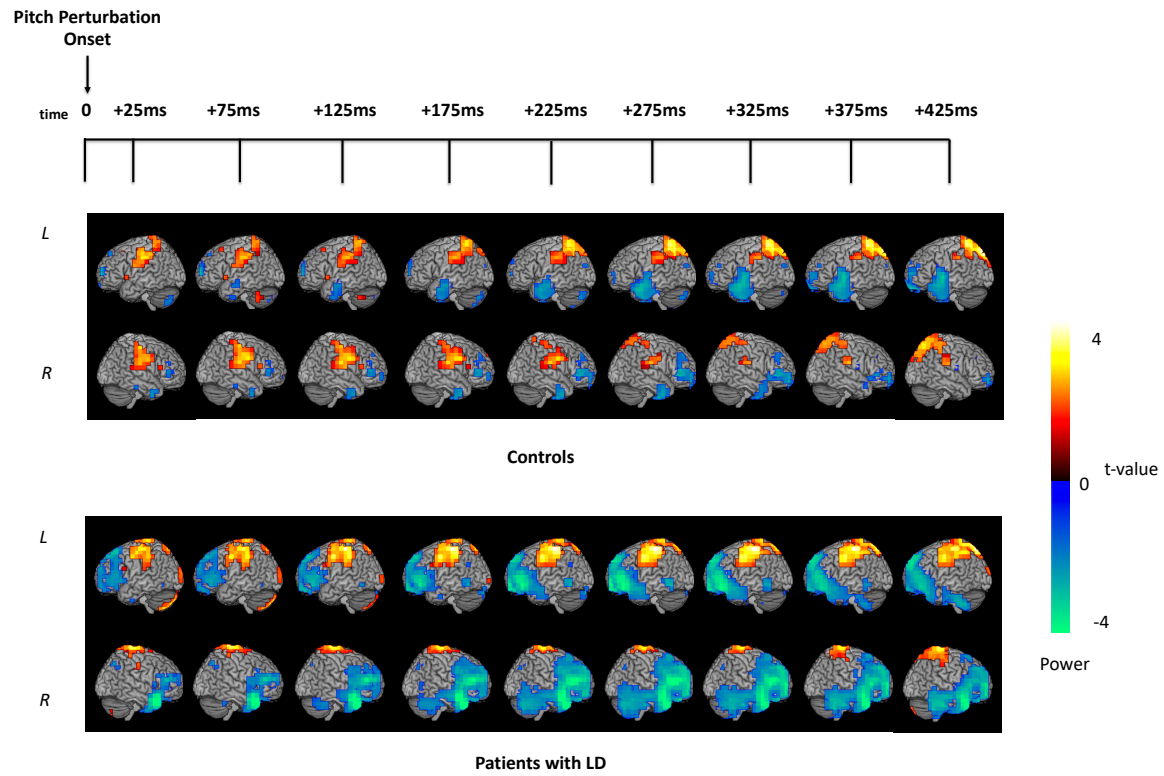 Pitch Perturbation
Onset
time 0 +25ms +75ms +125ms +175ms +225ms +275ms +325ms +375ms +425ms
L
R
Controls
4
0
t-value
-4
Power
L
R
Patients with LD